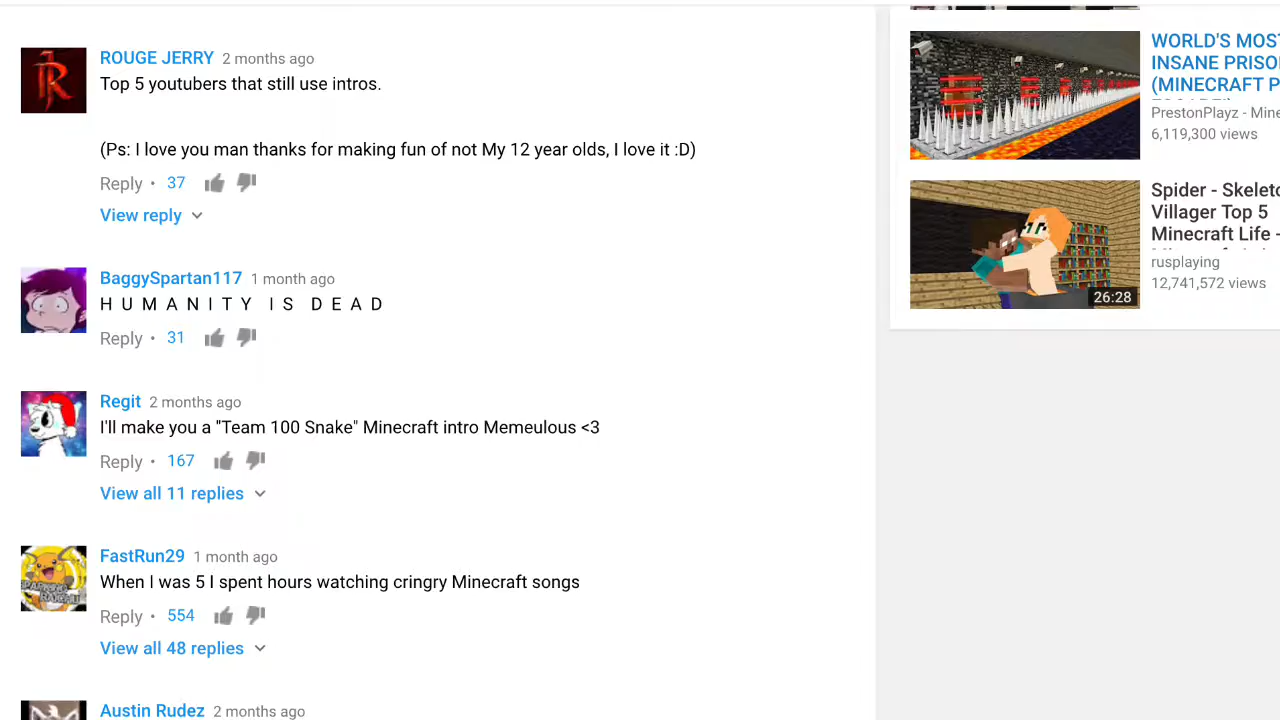 ROUGE JERRY 2 months ago
Top 5 youtubers that still use intros.
(Ps: I love you man thanks for making fun of not My 12 year olds, I love it :D)
Reply • 37
View reply
BaggySpartan117 1 month ago
H U M A N I T Y I S D E A D
Reply • 31
Regit 2 months ago
I'll make you a "Team 100 Snake" Minecraft intro Memeulous <3
Reply • 167
View all 11 replies
FastRun29 1 month ago
When I was 5 I spent hours watching cringry Minecraft songs
Reply • 554
View all 48 replies
Austin Rudez 2 months ago
WORLD'S MOST
INSANE PRISO
(MINECRAFT P
PrestonPlayz - Mine
6,119,300 views
Spider - Skeleto
Villager Top 5
Minecraft Life -
rusplaying
12,741,572 views
26:28